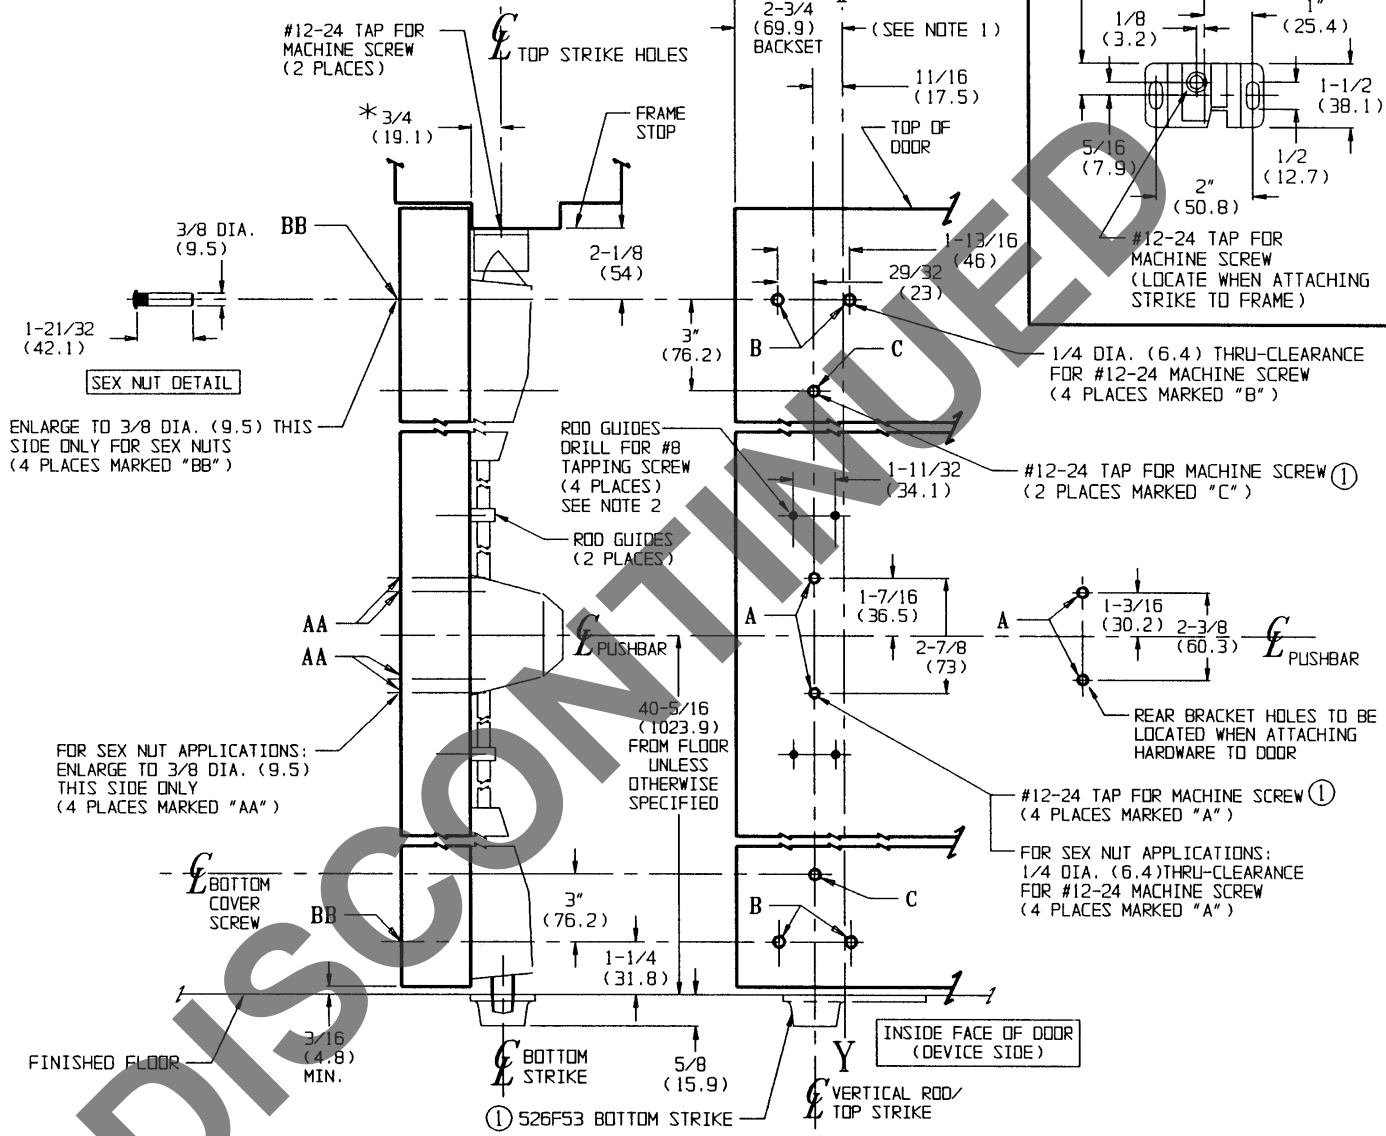 #12-24 TAP FOR
MACHINE SCREW
(2 PLACES)
CL TOP STRIKE HOLES
2-3/4
(69.9)
BACKSET
(SEE NOTE 1)
11/16
(17.5)
1/8
(3.2)
1"
(25.4)
1-1/2
(38.1)
5/16
(7.9)
1/2
(12.7)
2"
(50.8)
#12-24 TAP FOR
MACHINE SCREW
(LOCATE WHEN ATTACHING
STRIKE TO FRAME)
*3/4
(19.1)
FRAME
STOP
TOP OF
DOOR
3/8 DIA.
(9.5)
BB
2-1/8
(54)
1-13/16
(46)
29/32
(23)
1-21/32
(42.1)
3"
(76.2)
B
C
SEX NUT DETAIL
1/4 DIA. (6.4) THRU-CLEARANCE
FOR #12-24 MACHINE SCREW
(4 PLACES MARKED "B")
ENLARGE TO 3/8 DIA. (9.5) THIS
SIDE ONLY FOR SEX NUTS
(4 PLACES MARKED "BB")
ROD GUIDES
DRILL FOR #8
TAPPING SCREW
(4 PLACES)
SEE NOTE 2
1-11/32
(34.1)
#12-24 TAP FOR MACHINE SCREW 1
(2 PLACES MARKED "C")
ROD GUIDES
(2 PLACES)
AA
AA
CL PUSHBAR
A
1-7/16
(36.5)
2-7/8
(73)
A
1-3/16
(30.2)
2-3/8
(60.3)
CL PUSHBAR
40-5/16
(1023.9)
FROM FLOOR
UNLESS
OTHERWISE
SPECIFIED
REAR BRACKET HOLES TO BE
LOCATED WHEN ATTACHING
HARDWARE TO DOOR
FOR SEX NUT APPLICATIONS:
ENLARGE TO 3/8 DIA. (9.5)
THIS SIDE ONLY
(4 PLACES MARKED "AA")
#12-24 TAP FOR MACHINE SCREW 1
(4 PLACES MARKED "A")
FOR SEX NUT APPLICATIONS:
1/4 DIA. (6.4)THRU-CLEARANCE
FOR #12-24 MACHINE SCREW
(4 PLACES MARKED "A")
CL BOTTOM
COVER
SCREW
BB
3"
(76.2)
1-1/4
(31.8)
B
C
3/16
(4.8)
MIN.
FINISHED FLOOR
CL BOTTOM
STRIKE
5/8
(15.9)
Y
INSIDE FACE OF DOOR
(DEVICE SIDE)
1 526F53 BOTTOM STRIKE
CL VERTICAL ROD/
TOP STRIKE
DISCONTINUED